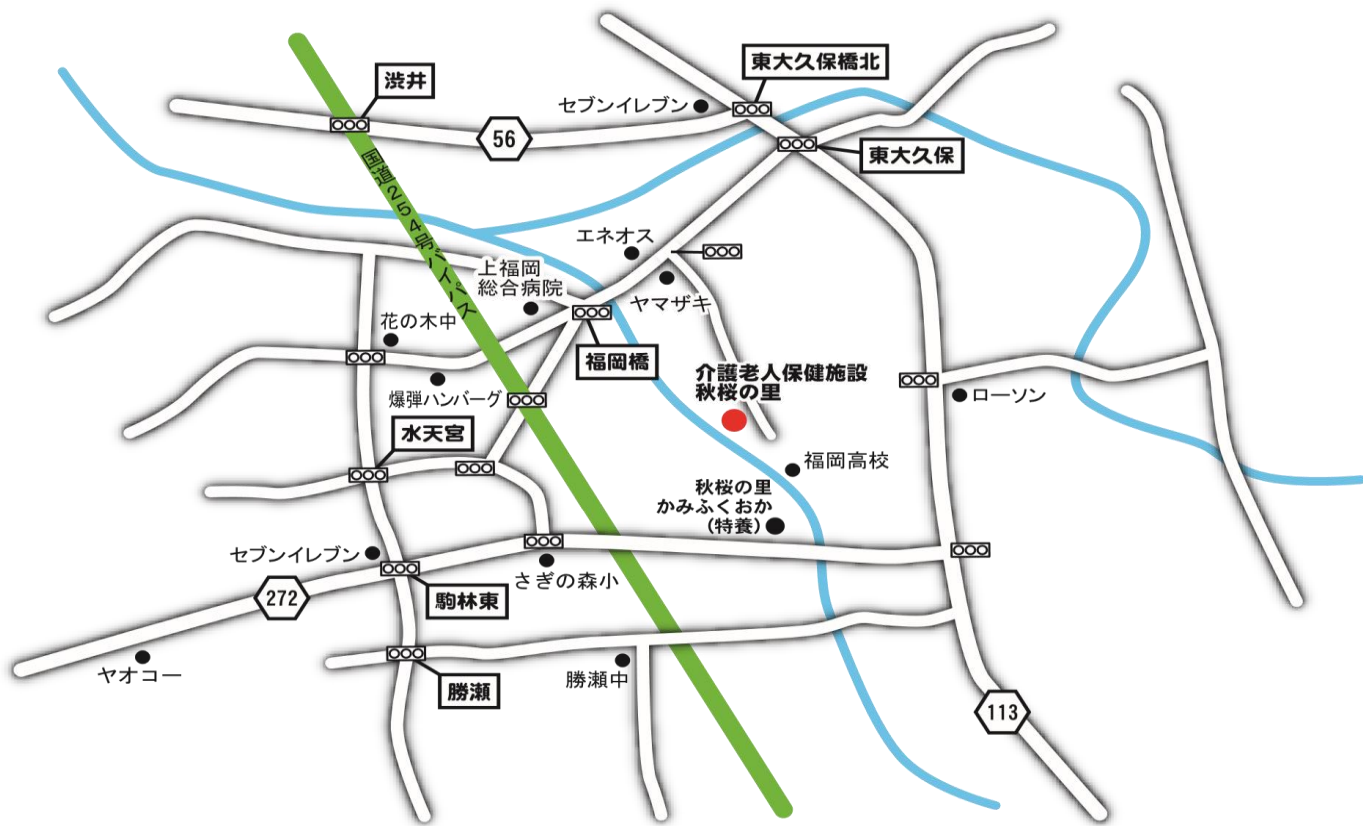 東大久保橋北
渋井
セブンイレブン
56
東大久保
国道254号バイパス
エネオス
上福岡
総合病院
ヤマザキ
花の木中
福岡橋
介護老人保健施設
秋桜の里
爆弾ハンバーグ
ローソン
水天宮
福岡高校
秋桜の里
かみふくおか
（特養）
セブンイレブン
さぎの森小
272
駒林東
ヤオコー
勝瀬中
勝瀬
113